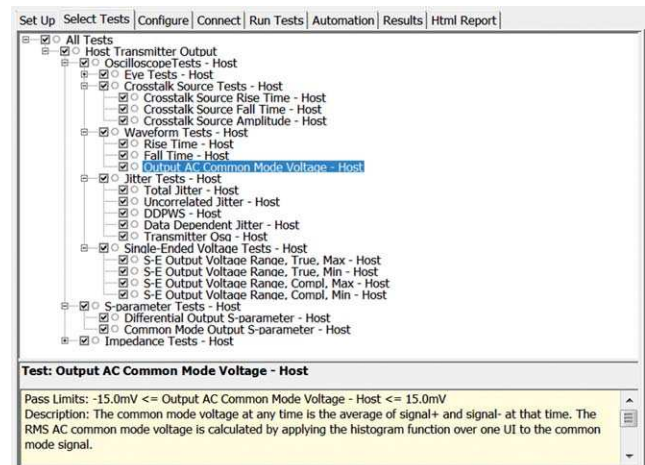 Set Up Select Tests Configure Connect Run Tests Automation Results Html Report
All Tests
Host Transmitter Output
OscilloscopeTests - Host
Eye Tests - Host
Crosstalk Source Tests - Host
Crosstalk Source Rise Time - Host
Crosstalk Source Fall Time - Host
Crosstalk Source Amplitude - Host
Waveform Tests - Host
Rise Time - Host
Fall Time - Host
Output AC Common Mode Voltage - Host
Jitter Tests - Host
Total Jitter - Host
Uncorrelated Jitter - Host
DDPWS - Host
Data Dependent Jitter - Host
Transmitter Qsq - Host
Single-Ended Voltage Tests - Host
S-E Output Voltage Range, True, Max - Host
S-E Output Voltage Range, True, Min - Host
S-E Output Voltage Range, Compl, Max - Host
S-E Output Voltage Range, Compl, Min - Host
S-parameter Tests - Host
Differential Output S-parameter - Host
Common Mode Output S-parameter - Host
Impedance Tests - Host
Test: Output AC Common Mode Voltage - Host
Pass Limits: -15.0mV <= Output AC Common Mode Voltage - Host <= 15.0mV
Description: The common mode voltage at any time is the average of signal+ and signal- at that time. The
RMS AC common mode voltage is calculated by applying the histogram function over one UI to the common
mode signal.